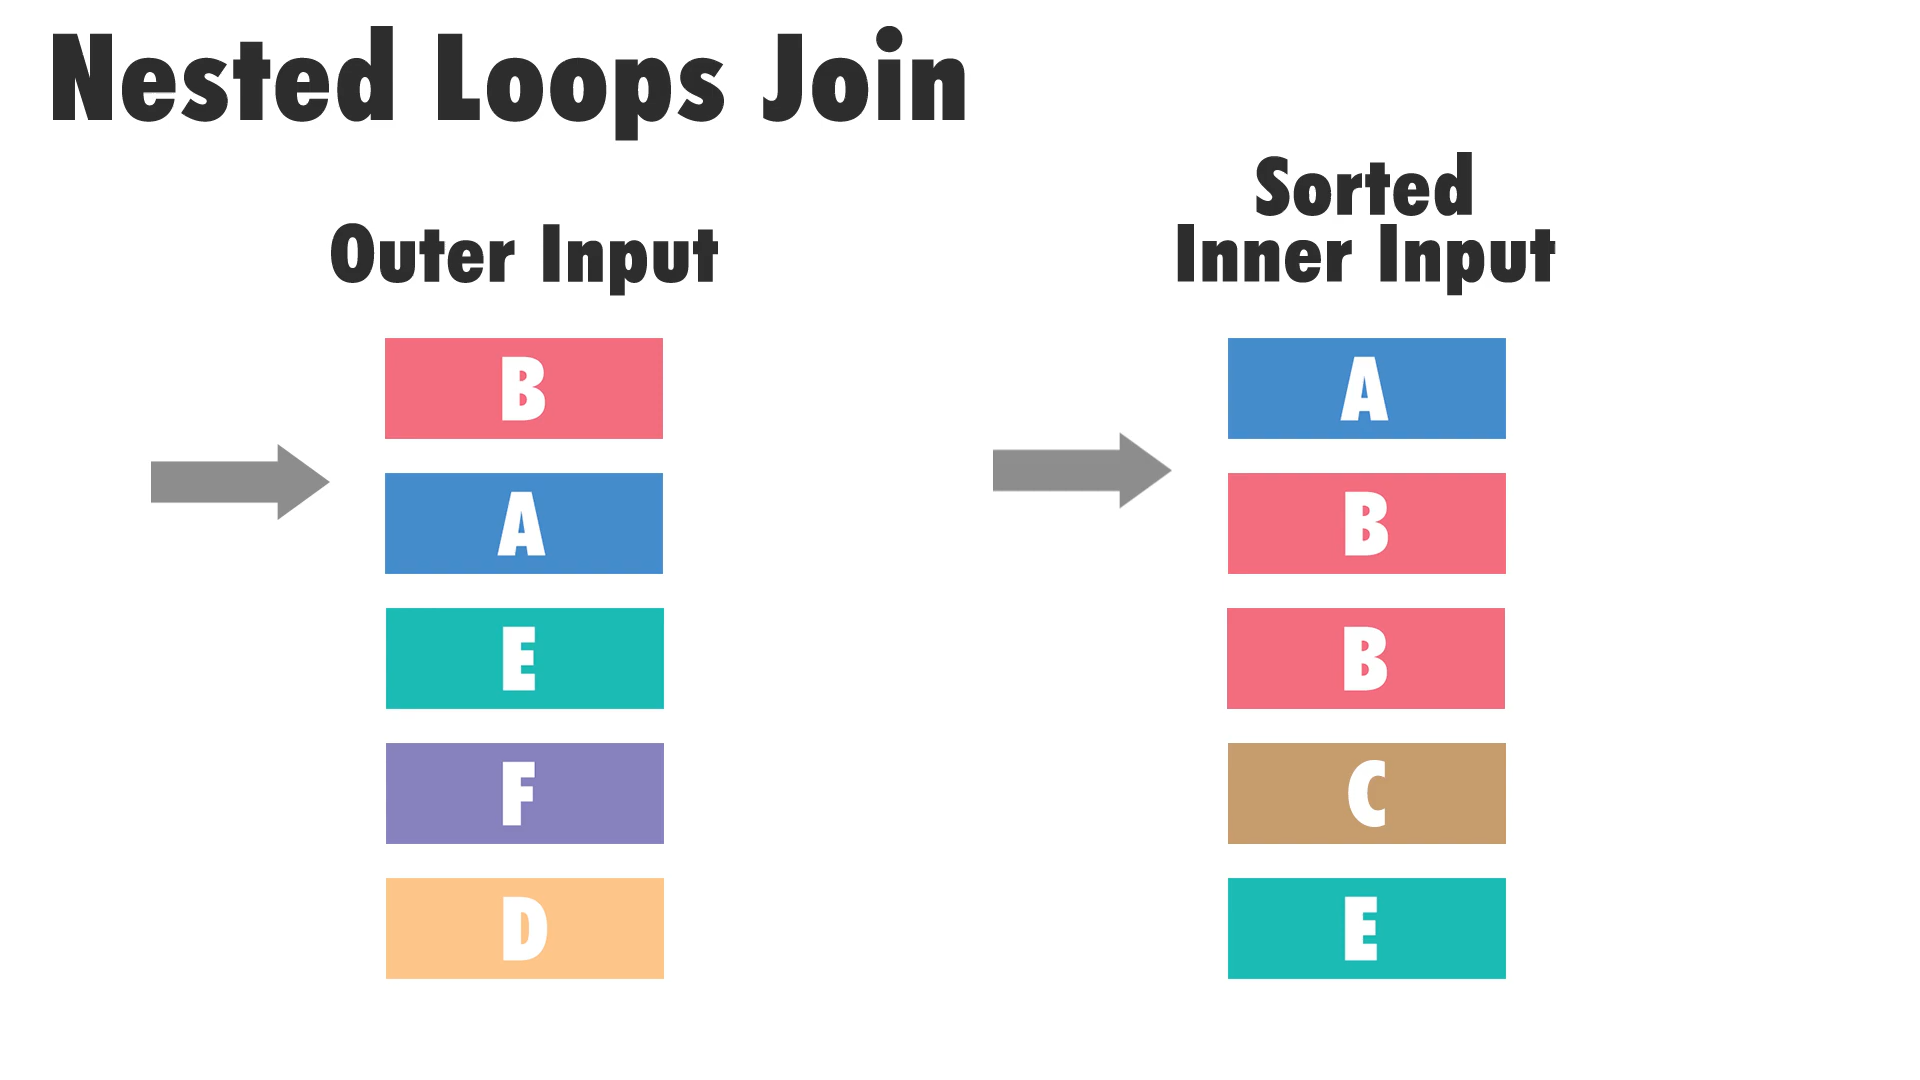 Nested Loops Join
Outer Input
B
A
E
F
D
Sorted
Inner Input
A
B
B
C
E